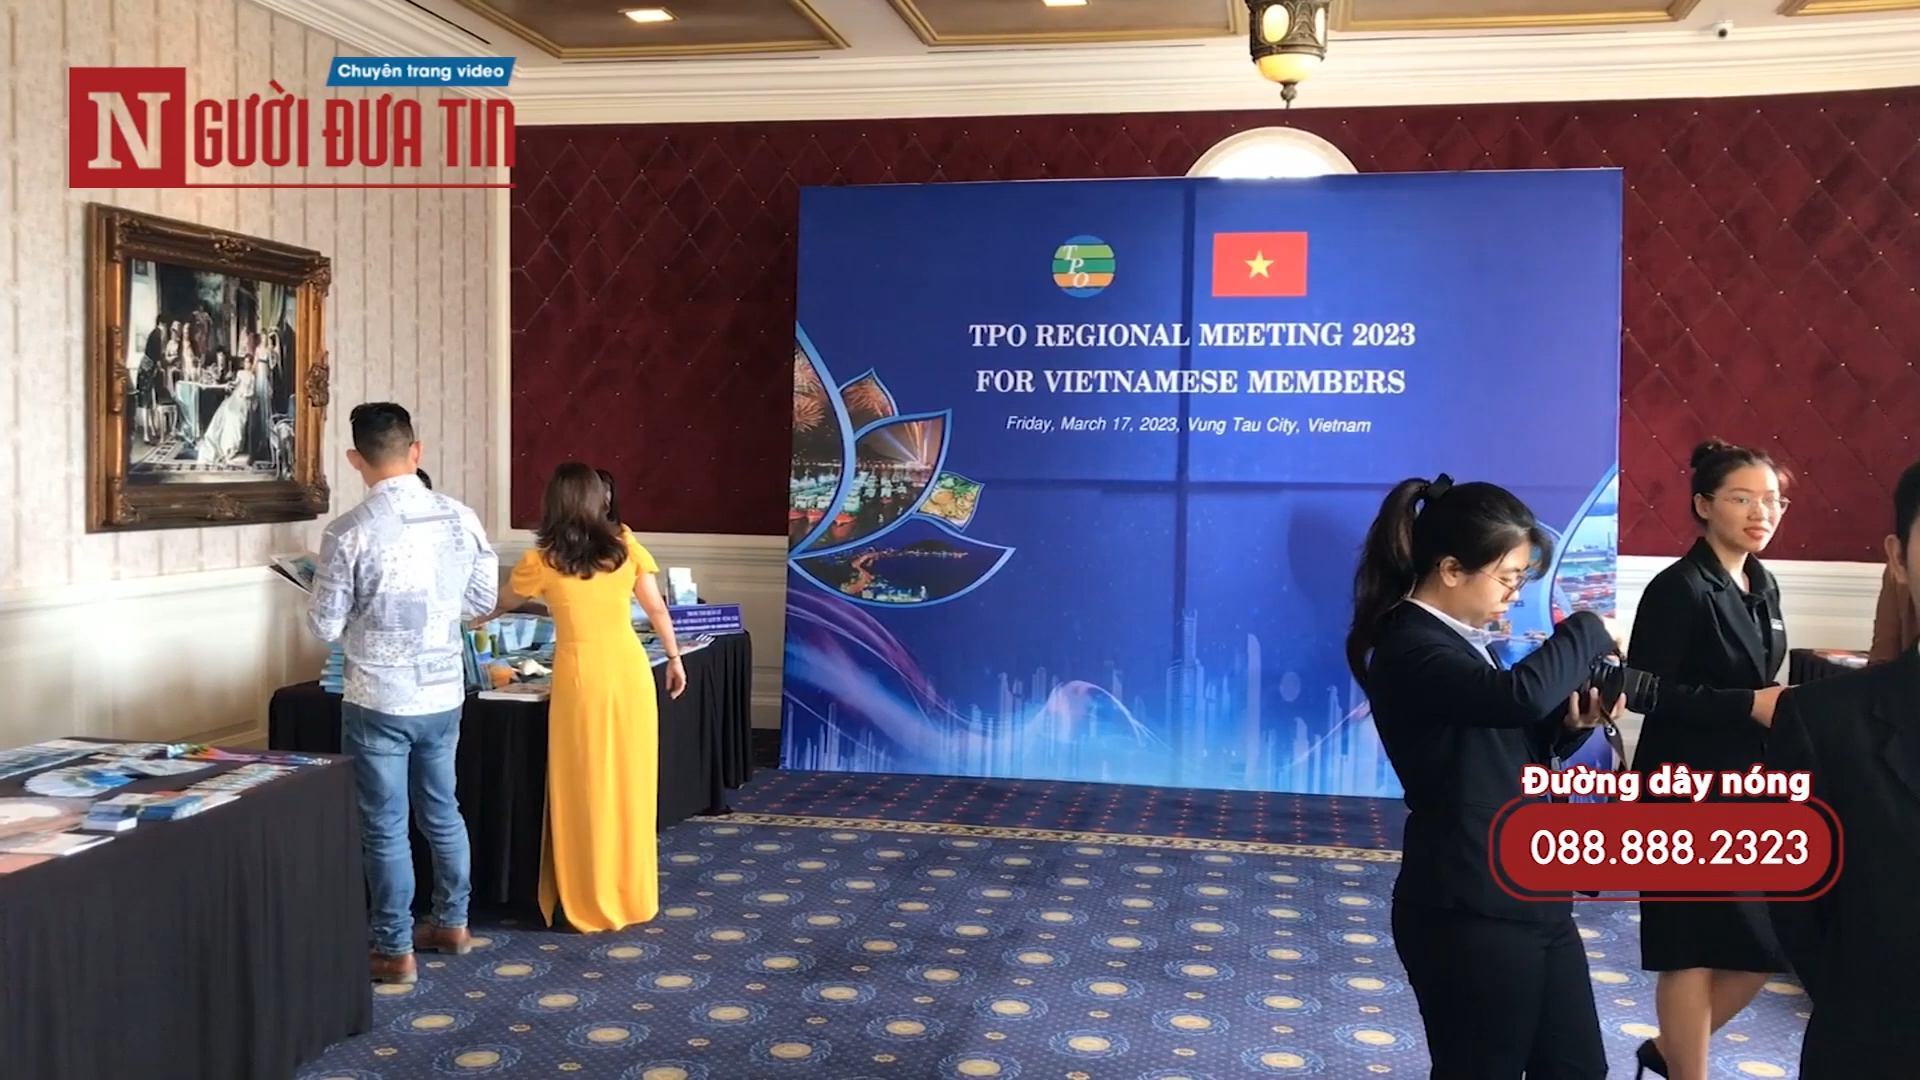 Chuyên trang video
NGƯỜI ĐƯA TIN
TPO
TPO REGIONAL MEETING 2023
FOR VIETNAMESE MEMBERS
Friday, March 17, 2023, Vung Tau City, Vietnam
Đường dây nóng
088.888.2323